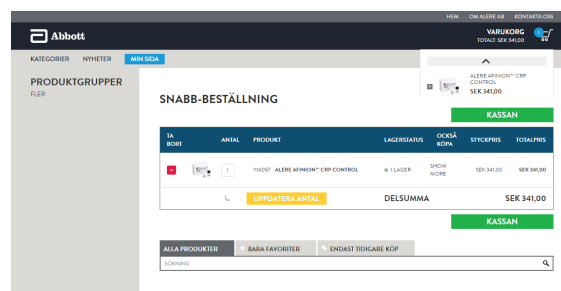 HEM OM ALERE AB KONTAKTA OSS
Abbott
VARUKORG 1
TOTALT: SEK 341,00
KATEGORIER NYHETER MIN SIDA
PRODUKTGRUPPER
FLER
ALERE AFINION™ CRP
CONTROL
SEK 341,00
SNABB-BESTÄLLNING
KASSAN
TA BORT ANTAL PRODUKT LAGERSTATUS OCKSÅ KÖPA STYCKPRIS TOTALPRIS
1 1116057 ALERE AFINION™ CRP CONTROL I LAGER SHOW MORE SEK 341,00 SEK 341,00
UPPDATERA ANTAL DELSUMMA SEK 341,00
KASSAN
ALLA PRODUKTER BARA FAVORITER ENDAST TIDIGARE KÖP
SÖKNING